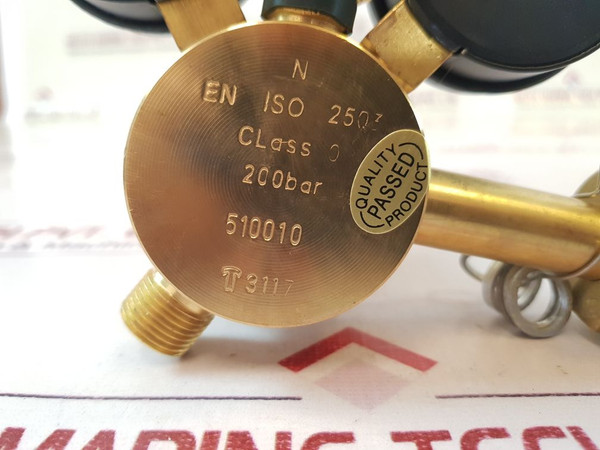 N
EN ISO 2503
CLass 0
200bar
510010
3117
QUALITY
PASSED
PRODUCT